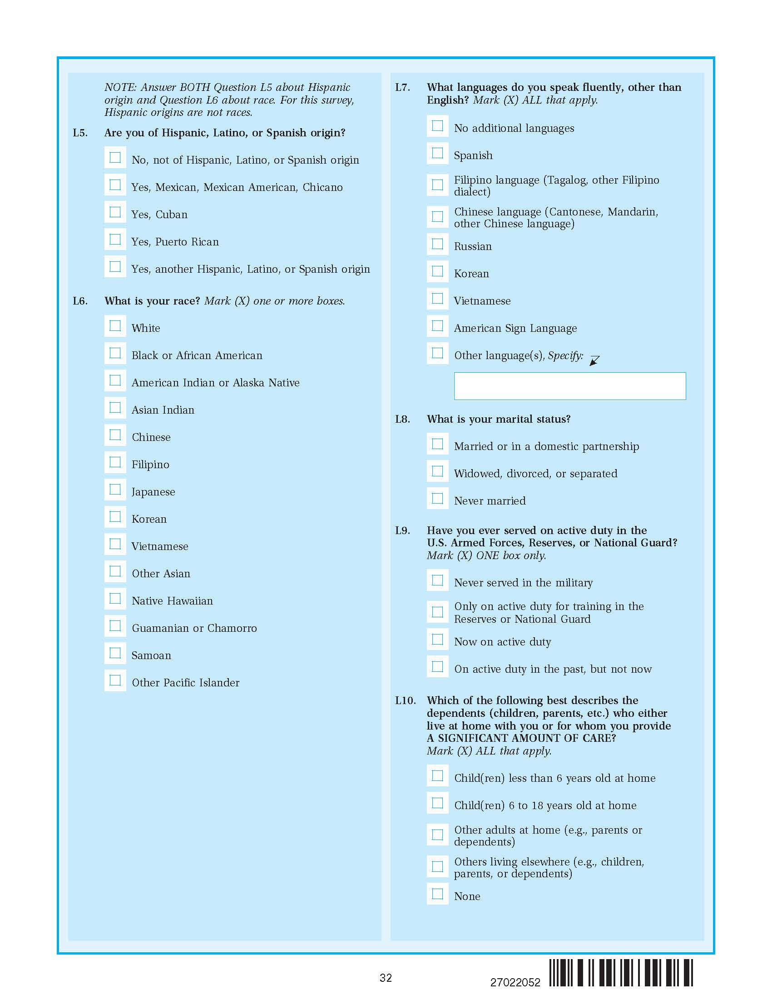 NOTE: Answer BOTH Question L5 about Hispanic
origin and Question L6 about race. For this survey,
Hispanic origins are not races.
L5. Are you of Hispanic, Latino, or Spanish origin?
No, not of Hispanic, Latino, or Spanish origin
Yes, Mexican, Mexican American, Chicano
Yes, Cuban
Yes, Puerto Rican
Yes, another Hispanic, Latino, or Spanish origin
L6. What is your race? Mark (X) one or more boxes.
White
Black or African American
American Indian or Alaska Native
Asian Indian
Chinese
Filipino
Japanese
Korean
Vietnamese
Other Asian
Native Hawaiian
Guamanian or Chamorro
Samoan
Other Pacific Islander
L7. What languages do you speak fluently, other than
English? Mark (X) ALL that apply.
No additional languages
Spanish
Filipino language (Tagalog, other Filipino
dialect)
Chinese language (Cantonese, Mandarin,
other Chinese language)
Russian
Korean
Vietnamese
American Sign Language
Other language(s), Specify:
L8. What is your marital status?
Married or in a domestic partnership
Widowed, divorced, or separated
Never married
L9. Have you ever served on active duty in the
U.S. Armed Forces, Reserves, or National Guard?
Mark (X) ONE box only.
Never served in the military
Only on active duty for training in the
Reserves or National Guard
Now on active duty
On active duty in the past, but not now
L10. Which of the following best describes the
dependents (children, parents, etc.) who either
live at home with you or for whom you provide
A SIGNIFICANT AMOUNT OF CARE?
Mark (X) ALL that apply.
Child(ren) less than 6 years old at home
Child(ren) 6 to 18 years old at home
Other adults at home (e.g., parents or
dependents)
Others living elsewhere (e.g., children,
parents, or dependents)
None
32
27022052